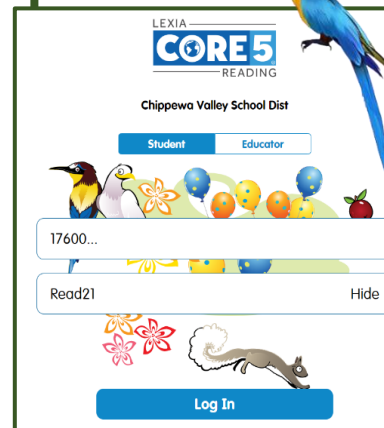 LEXIA
CORE5
READING
Chippewa Valley School Dist
Student Educator
17600...
Read21 Hide
Log In